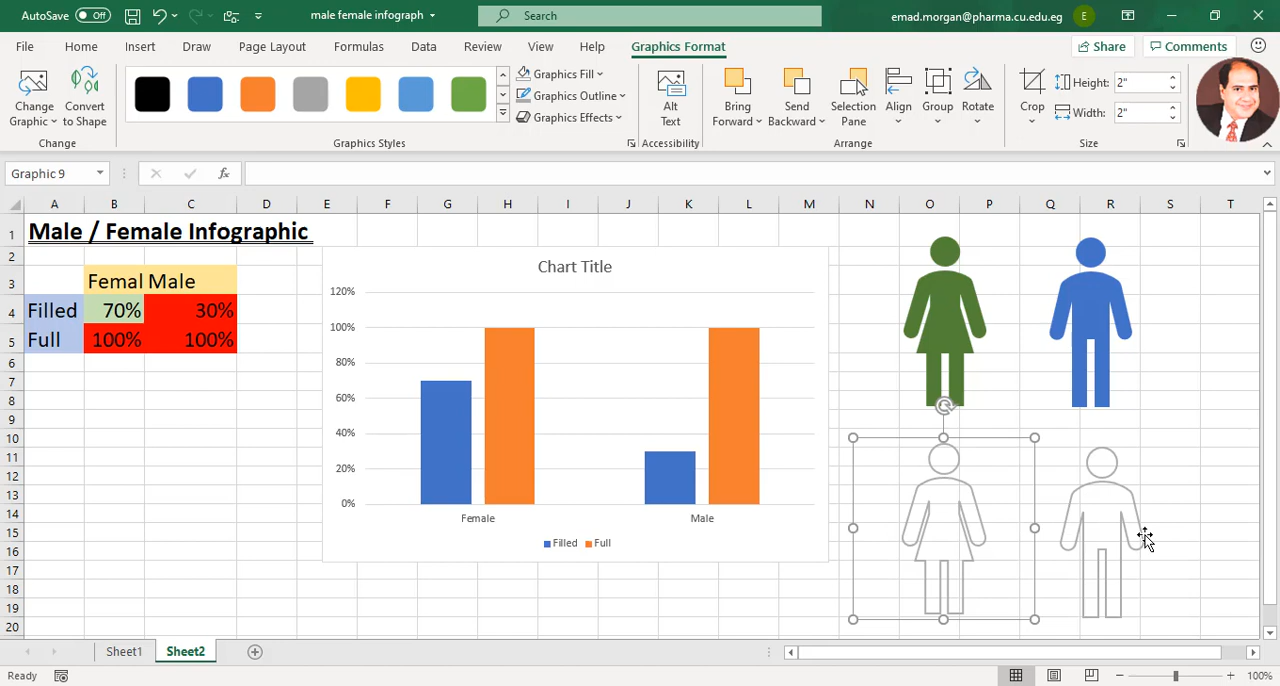 AutoSave Off male female infograph Search emad.morgan@pharma.cu.edu.eg E
File Home Insert Draw Page Layout Formulas Data Review View Help Graphics Format Share Comments
Change Graphic
Convert to Shape
Graphics Fill
Graphics Outline
Graphics Effects
Alt Text
Bring Forward
Send Backward
Selection Pane
Align
Group
Rotate
Crop
Height: 2"
Width: 2"
Change Graphics Styles Accessibility Arrange Size
Graphic 9 fx
A B C D E F G H I J K L M N O P Q R S T
1 Male / Female Infographic
2
3 Femal Male
4 Filled 70% 30%
5 Full 100% 100%
6
7
8
9
10
11
12
13
14
15
16
17
18
19
20
Chart Title
120%
100%
80%
60%
40%
20%
0%
Female Male
Filled Full
Sheet1 Sheet2
Ready 100%